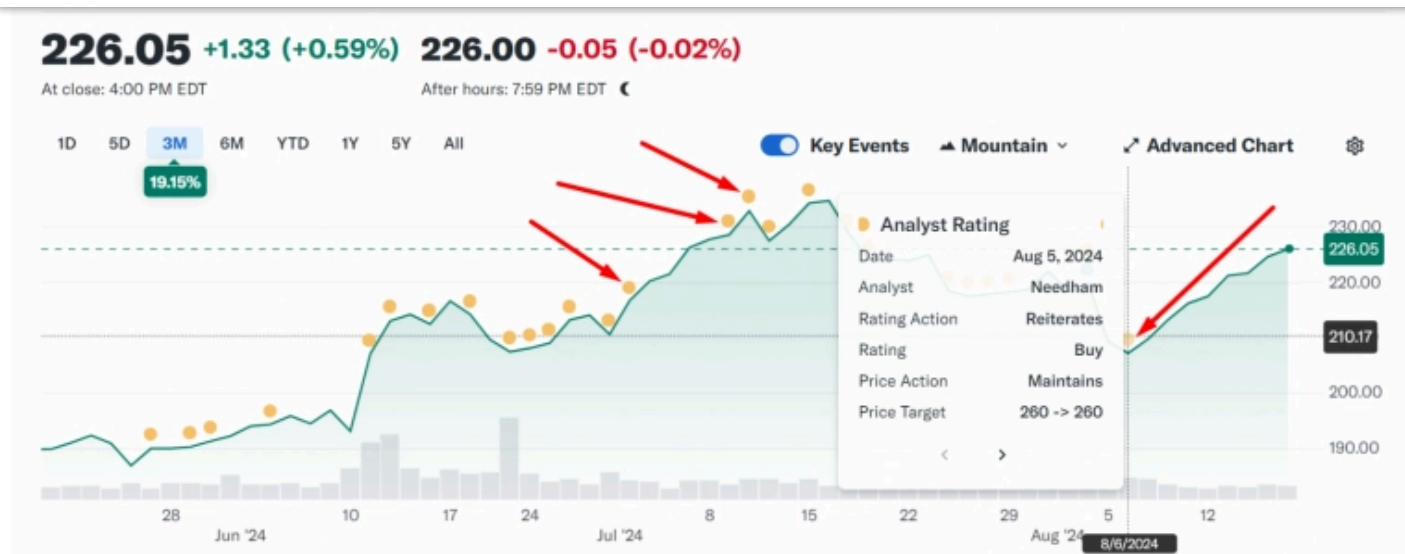 226.05 +1.33 (+0.59%) 226.00 -0.05 (-0.02%)
At close: 4:00 PM EDT After hours: 7:59 PM EDT
1D 5D 3M 6M YTD 1Y 5Y All Key Events Mountain Advanced Chart
19.15%
Analyst Rating
Date Aug 5, 2024
Analyst Needham
Rating Action Reiterates
Rating Buy
Price Action Maintains
Price Target 260 -> 260
230.00
226.05
220.00
210.17
200.00
190.00
28 10 17 24 8 15 22 29 5 12
Jun '24 Jul '24 Aug '24
8/6/2024